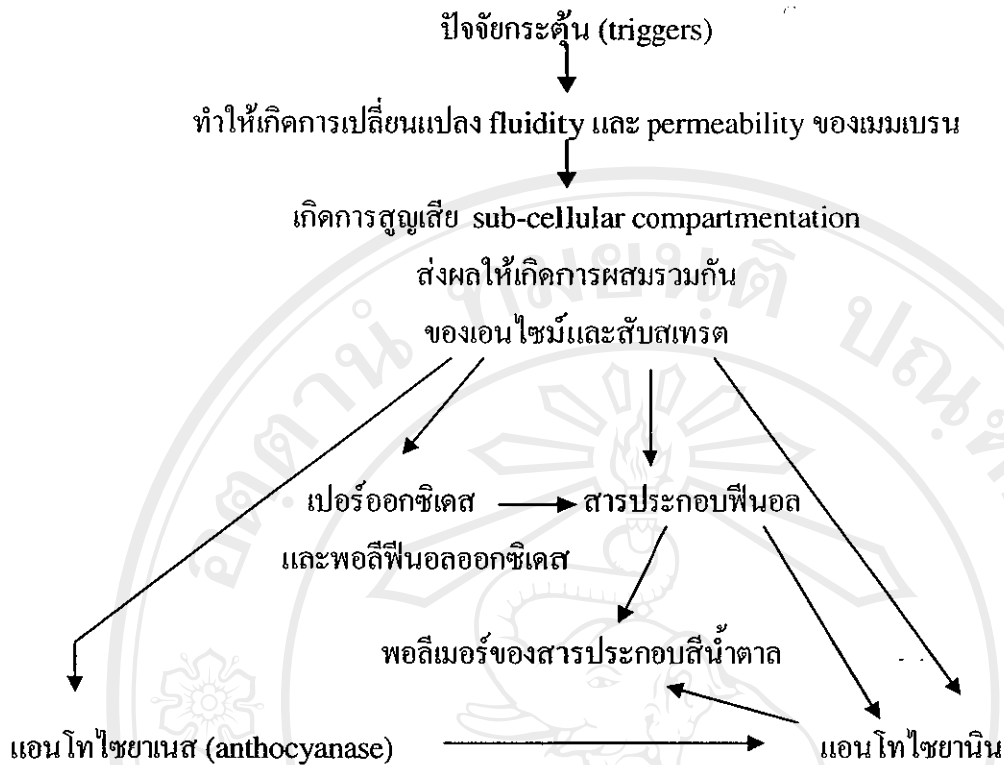 ปัจจัยกระตุ้น (triggers)
ทำให้เกิดการเปลี่ยนแปลง fluidity และ permeability ของเมมเบรน
เกิดการสูญเสีย sub-cellular compartmentation
ส่งผลให้เกิดการผสมรวมกัน
ของเอนไซม์และสับสเทรต
เปอร์ออกซิเดส สารประกอบฟีนอล
และพอลีฟีนอลออกซิเดส
พอลีเมอร์ของสารประกอบสีน้ำตาล
แอนโทไซยาเนส (anthocyanase) แอนโทไซยานิน